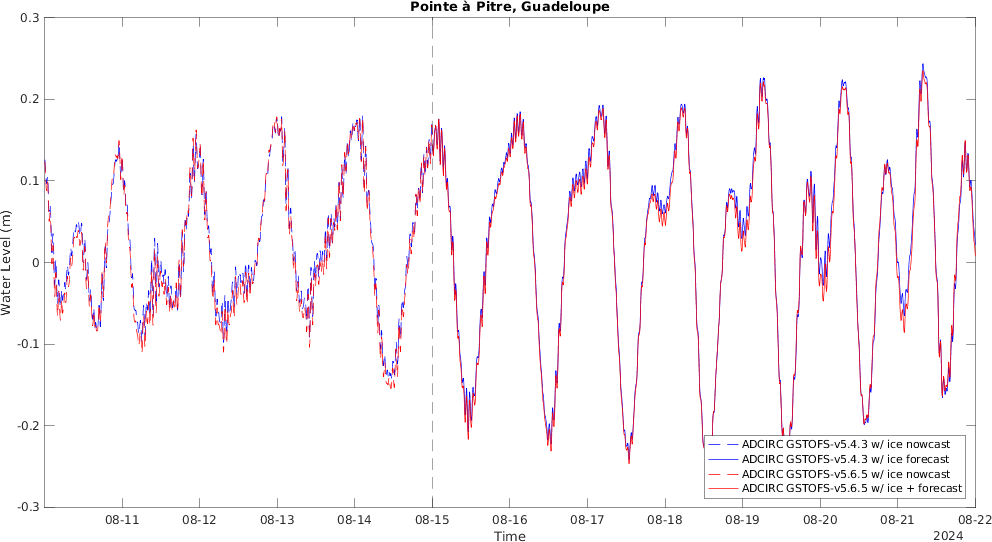 Pointe à Pitre, Guadeloupe
0.3
0.2
0.1
0
-0.1
-0.2
-0.3
Water Level (m)
ADCIRC GSTOFS-v5.4.3 w/ ice nowcast
ADCIRC GSTOFS-v5.4.3 w/ ice forecast
ADCIRC GSTOFS-v5.6.5 w/ ice nowcast
ADCIRC GSTOFS-v5.6.5 w/ ice + forecast
08-11 08-12 08-13 08-14 08-15 08-16 08-17 08-18 08-19 08-20 08-21 08-22
Time
2024